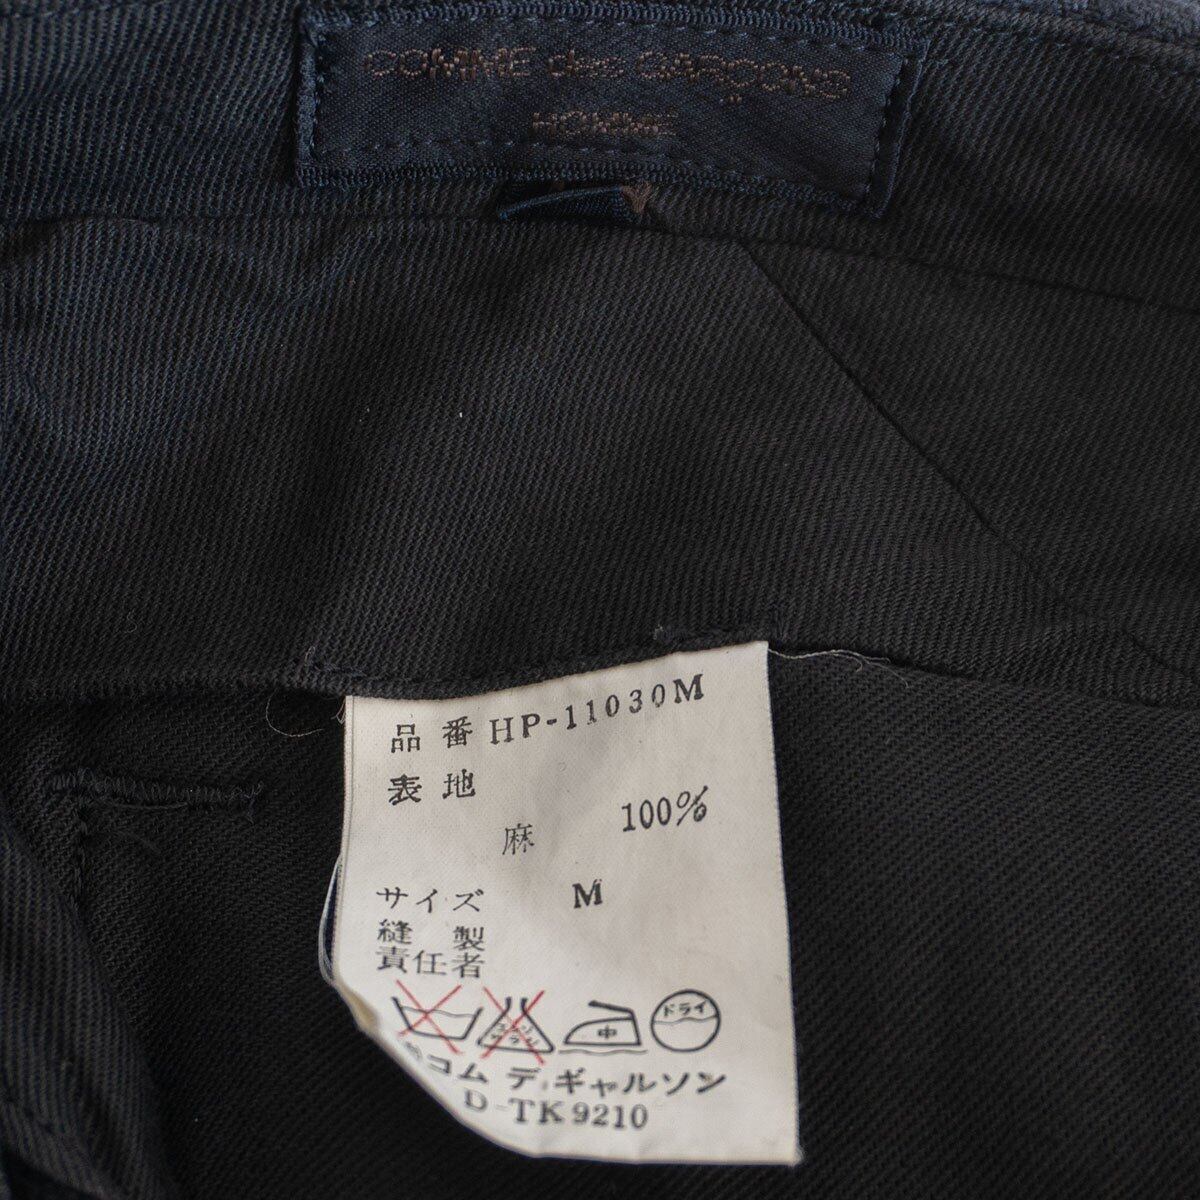 COMME des GARÇONS
HOMME
品番 HP-11030M
表地
麻 100%
サイズ M
縫製
責任者
中 ドライ
コム デ ギャルソン
D-TK9210